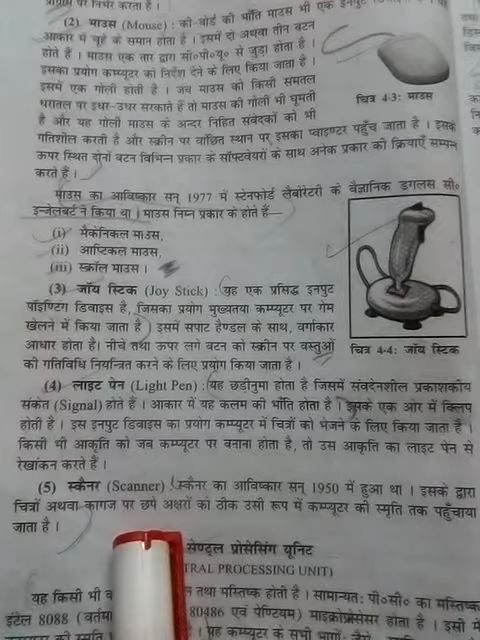 प्रोग्राम पर निर्भर करता है।
(2) माउस (Mouse) : की-बोर्ड की भाँति माउस भी एक इनपुट
आकार में चूहे के समान होता है। इसमें दो अथवा तीन बटन
होते हैं। माउस एक तार द्वारा सी०पी०यू० से जुड़ा होता है।
इसका प्रयोग कम्प्यूटर को निर्देश देने के लिए किया जाता है।
इसमें एक गोली होती है। जब माउस को किसी समतल
धरातल पर इधर-उधर सरकाते हैं तो माउस की गोली भी घूमती
है और यह गोली माउस के अन्दर निहित संवेदकों को भी
गतिशील करती है और स्क्रीन पर वांछित स्थान पर इसका प्वाइण्टर पहुँच जाता है। इसके
ऊपर स्थित दोनों बटन विभिन्न प्रकार के सॉफ्टवेयरों के साथ अनेक प्रकार की क्रियाएँ सम्पन्न
करते हैं।
चित्र 4·3: माउस
माउस का आविष्कार सन् 1977 में स्टेनफोर्ड लैबोरेटरी के वैज्ञानिक डगलस सी०
इन्जेलबर्ट ने किया था। माउस निम्न प्रकार के होते हैं—
(i) मैकेनिकल माउस,
(ii) आप्टिकल माउस,
(iii) स्क्रॉल माउस।
(3) जॉय स्टिक (Joy Stick) : यह एक प्रसिद्ध इनपुट
पॉइण्टिंग डिवाइस है, जिसका प्रयोग मुख्यतया कम्प्यूटर पर गेम
खेलने में किया जाता है। इसमें सपाट हैण्डल के साथ, वर्गाकार
आधार होता है। नीचे तथा ऊपर लगे बटन को स्क्रीन पर वस्तुओं
की गतिविधि नियन्त्रित करने के लिए प्रयोग किया जाता है।
चित्र 4·4: जॉय स्टिक
(4) लाइट पेन (Light Pen) : यह छड़ीनुमा होता है जिसमें संवेदनशील प्रकाशकीय
संकेत (Signal) होते हैं। आकार में यह कलम की भाँति होता है। इसके एक ओर में क्लिप
होती है। इस इनपुट डिवाइस का प्रयोग कम्प्यूटर में चित्रों को भेजने के लिए किया जाता है।
किसी भी आकृति को जब कम्प्यूटर पर बनाना होता है, तो उस आकृति का लाइट पेन से
रेखांकन करते हैं।
(5) स्कैनर (Scanner) : स्कैनर का आविष्कार सन् 1950 में हुआ था। इसके द्वारा
चित्रों अथवा कागज पर छपे अक्षरों को ठीक उसी रूप में कम्प्यूटर की स्मृति तक पहुँचाया
जाता है।
सेण्ट्रल प्रोसेसिंग यूनिट
TRAL PROCESSING UNIT)
यह किसी भी तथा मस्तिष्क होती है। सामान्यतः पी०सी० का मस्तिष्क
इंटेल 8088 (वर्तमा 80486 एवं पेण्टियम) माइक्रोप्रोसेसर होता है। इसी में
यह कम्प्यूटर के सभी भागों